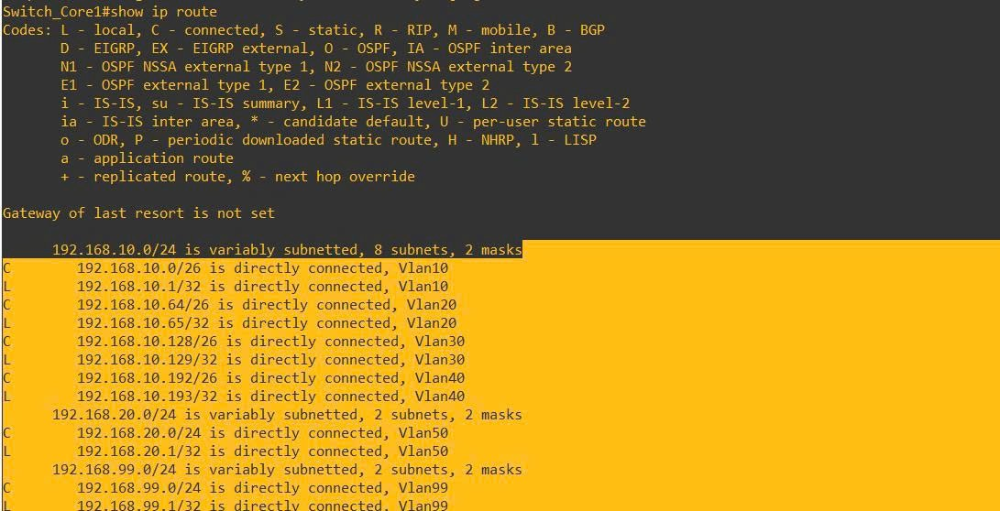 Switch_Core1#show ip route
Codes: L - local, C - connected, S - static, R - RIP, M - mobile, B - BGP
D - EIGRP, EX - EIGRP external, O - OSPF, IA - OSPF inter area
N1 - OSPF NSSA external type 1, N2 - OSPF NSSA external type 2
E1 - OSPF external type 1, E2 - OSPF external type 2
i - IS-IS, su - IS-IS summary, L1 - IS-IS level-1, L2 - IS-IS level-2
ia - IS-IS inter area, * - candidate default, U - per-user static route
o - ODR, P - periodic downloaded static route, H - NHRP, l - LISP
a - application route
+ - replicated route, % - next hop override
Gateway of last resort is not set
192.168.10.0/24 is variably subnetted, 8 subnets, 2 masks
C 192.168.10.0/26 is directly connected, Vlan10
L 192.168.10.1/32 is directly connected, Vlan10
C 192.168.10.64/26 is directly connected, Vlan20
L 192.168.10.65/32 is directly connected, Vlan20
C 192.168.10.128/26 is directly connected, Vlan30
L 192.168.10.129/32 is directly connected, Vlan30
C 192.168.10.192/26 is directly connected, Vlan40
L 192.168.10.193/32 is directly connected, Vlan40
192.168.20.0/24 is variably subnetted, 2 subnets, 2 masks
C 192.168.20.0/24 is directly connected, Vlan50
L 192.168.20.1/32 is directly connected, Vlan50
192.168.99.0/24 is variably subnetted, 2 subnets, 2 masks
C 192.168.99.0/24 is directly connected, Vlan99
L 192.168.99.1/32 is directly connected, Vlan99